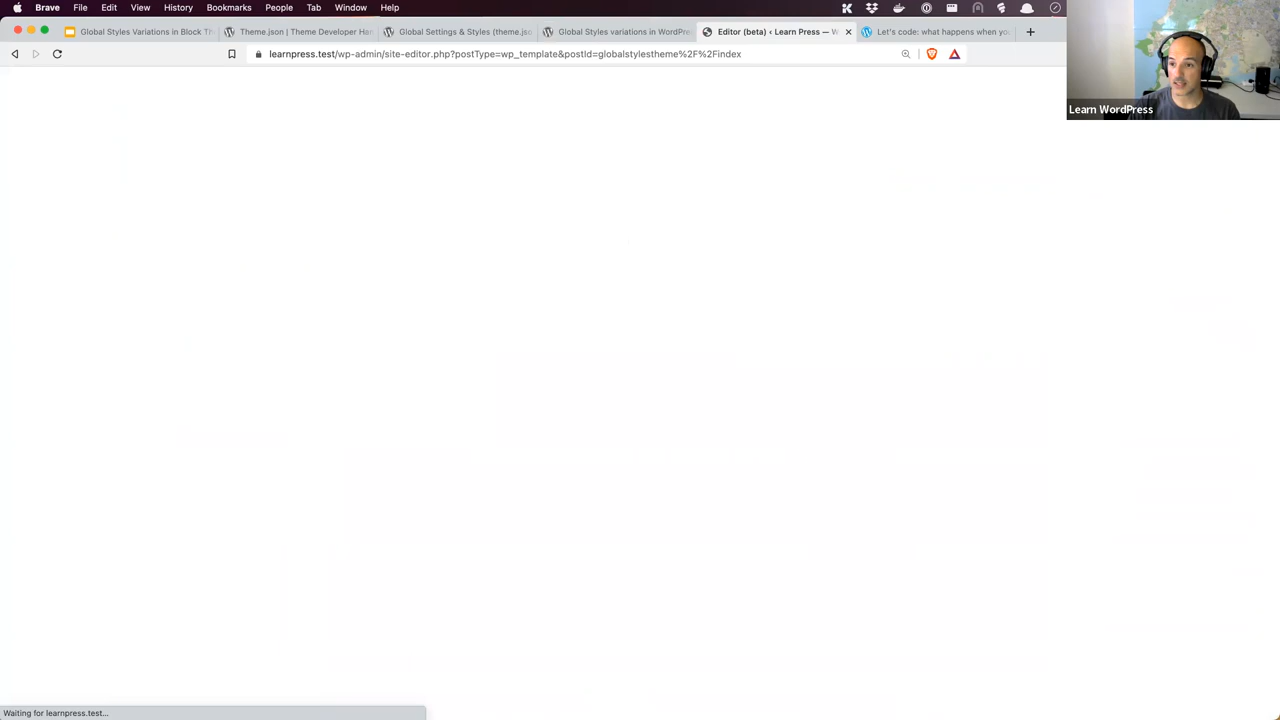 Brave File Edit View History Bookmarks People Tab Window Help
Global Styles Variations in Block Th
Theme.json | Theme Developer Han
Global Settings & Styles (theme.jso
Global Styles variations in WordPre
Editor (beta) ‹ Learn Press — W
Let's code: what happens when you
learnpress.test/wp-admin/site-editor.php?postType=wp_template&postId=globalstylestheme%2F%2Findex
Learn WordPress
Waiting for learnpress.test...